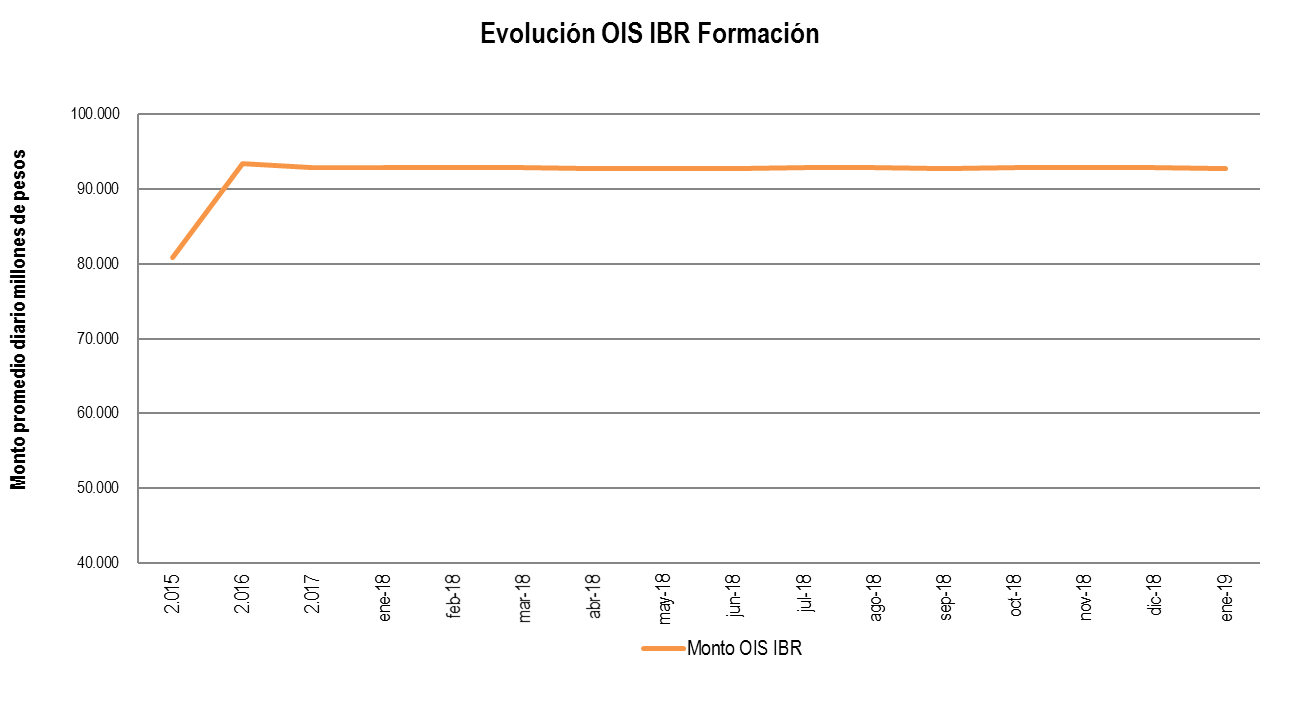 Evolución OIS IBR Formación
Monto promedio diario millones de pesos
100.000
90.000
80.000
70.000
60.000
50.000
40.000
2.015
2.016
2.017
ene-18
feb-18
mar-18
abr-18
may-18
jun-18
jul-18
ago-18
sep-18
oct-18
nov-18
dic-18
ene-19
Monto OIS IBR